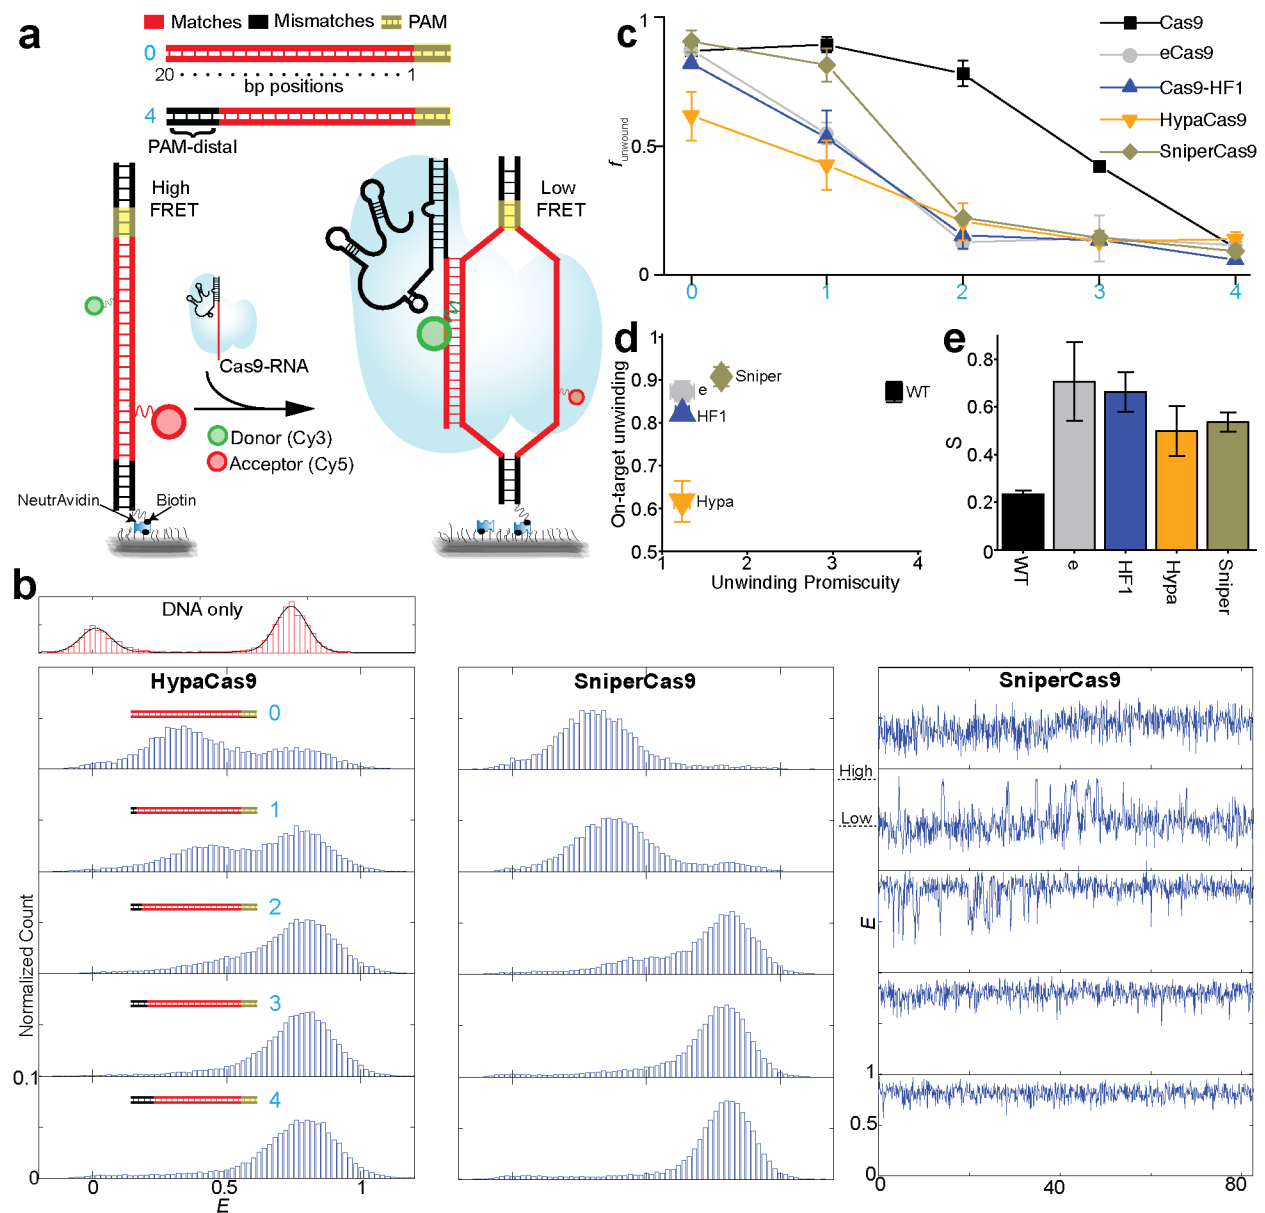 a
Matches
Mismatches
PAM
0
20
1
bp positions
4
PAM-distal
High
FRET
Low
FRET
Cas9-RNA
Donor (Cy3)
Acceptor (Cy5)
NeutrAvidin
Biotin
c
Cas9
eCas9
Cas9-HF1
HypaCas9
SniperCas9
1
0.5
0
f unwound
0
1
2
3
4
d
1
0.9
0.8
0.7
0.6
0.5
On-target unwinding
e
Sniper
HF1
WT
Hypa
1
2
3
4
Unwinding Promiscuity
e
0.8
0.6
0.4
0.2
0
S
WT
e
HF1
Hypa
Sniper
b
DNA only
HypaCas9
SniperCas9
SniperCas9
0
1
2
3
4
High
Low
Normalized Count
0.1
0
0
0.5
1
E
E
1
0.5
0
0
40
80